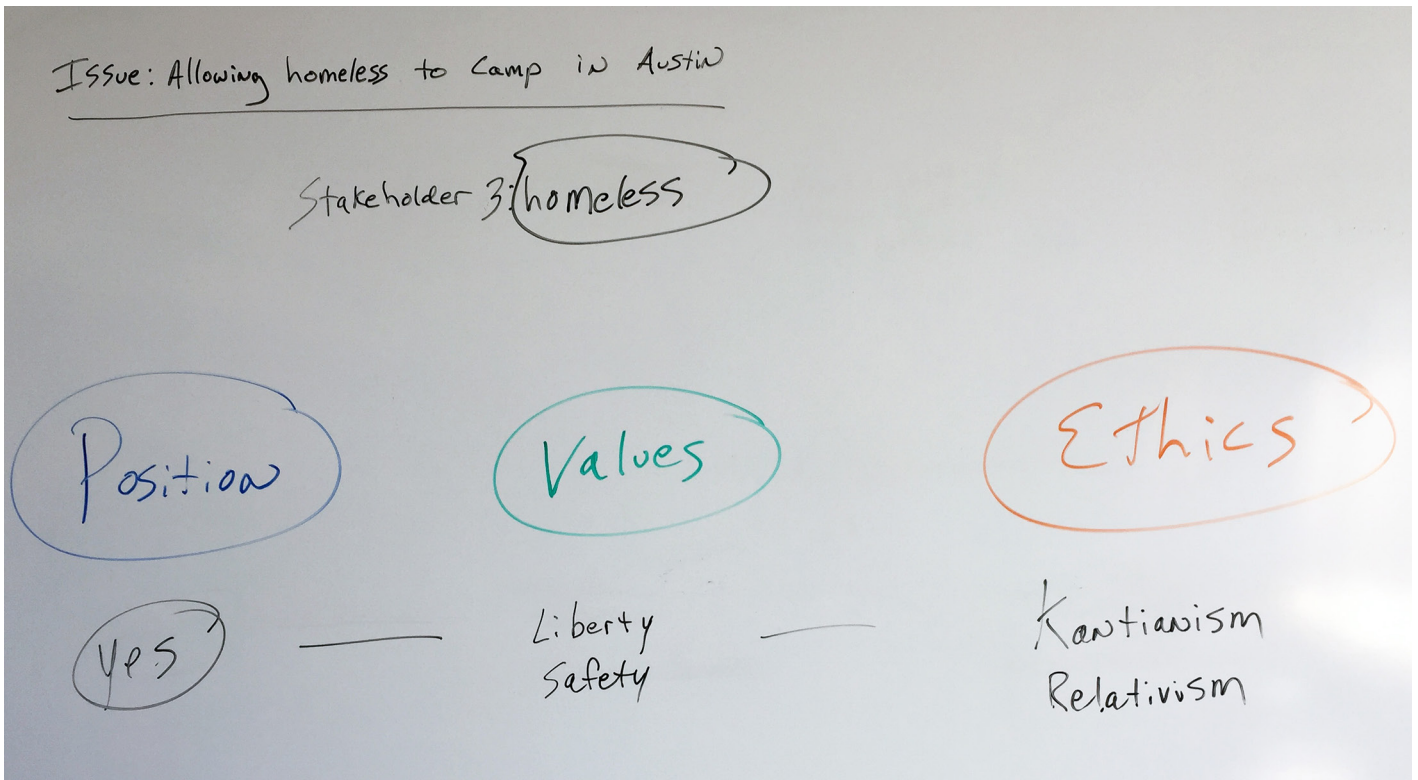 Issue: Allowing homeless to Camp in Austin
Stakeholder 3: homeless
Position Values Ethics
yes Liberty Kantianism
Safety Relativism